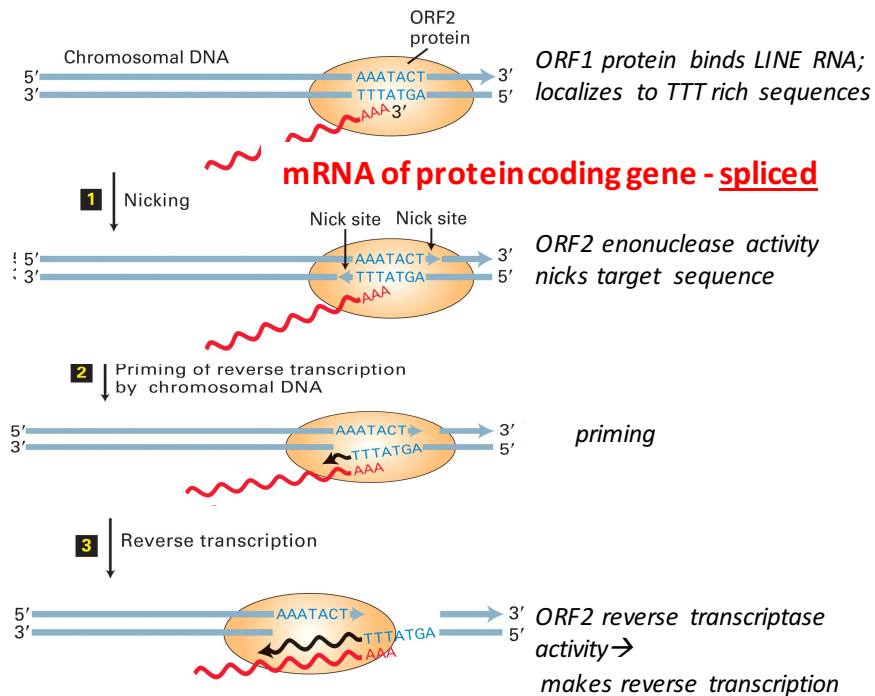 ORF2
protein
Chromosomal DNA
5′ AAATACT 3′
3′ TTTATGA 5′
AAA 3′
ORF1 protein binds LINE RNA;
localizes to TTT rich sequences
mRNA of protein coding gene - spliced
1 Nicking
Nick site Nick site
5′ AAATACT 3′
TTTATGA 5′
AAA
ORF2 enonuclease activity
nicks target sequence
2 Priming of reverse transcription
by chromosomal DNA
5′ AAATACT 3′
3′ TTTATGA 5′
AAA
priming
3 Reverse transcription
5′ AAATACT 3′
3′ TTTATGA 5′
AAA
ORF2 reverse transcriptase
activity→
makes reverse transcription